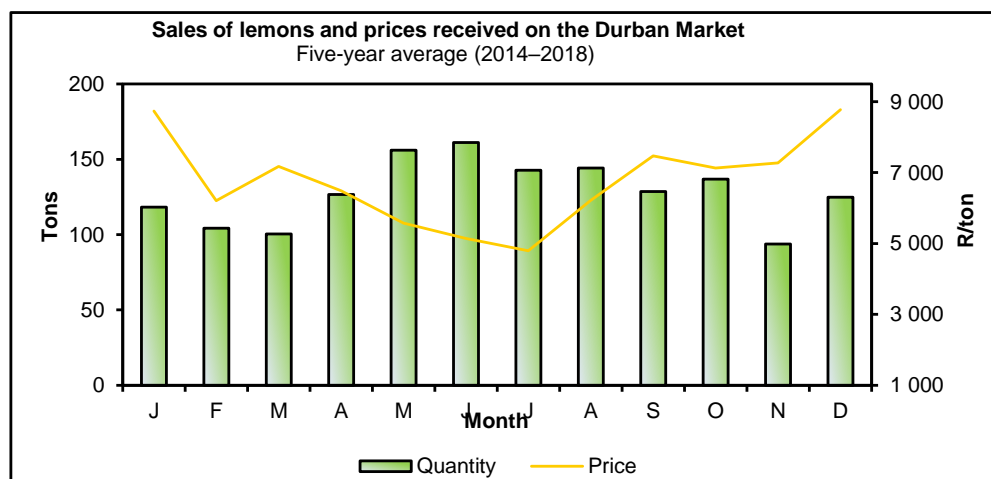 Sales of lemons and prices received on the Durban Market
Five-year average (2014–2018)
200
150
100
50
0
Tons
9 000
7 000
5 000
3 000
1 000
R/ton
J F M A M J J A S O N D
Month
Quantity Price